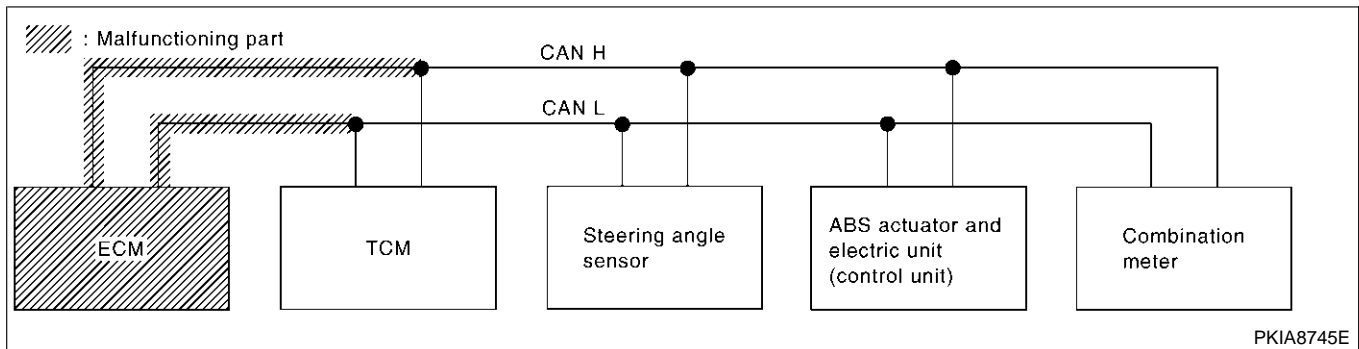 : Malfunctioning part
CAN H
CAN L
ECM
TCM
Steering angle
sensor
ABS actuator and
electric unit
(control unit)
Combination
meter
PKIA8745E